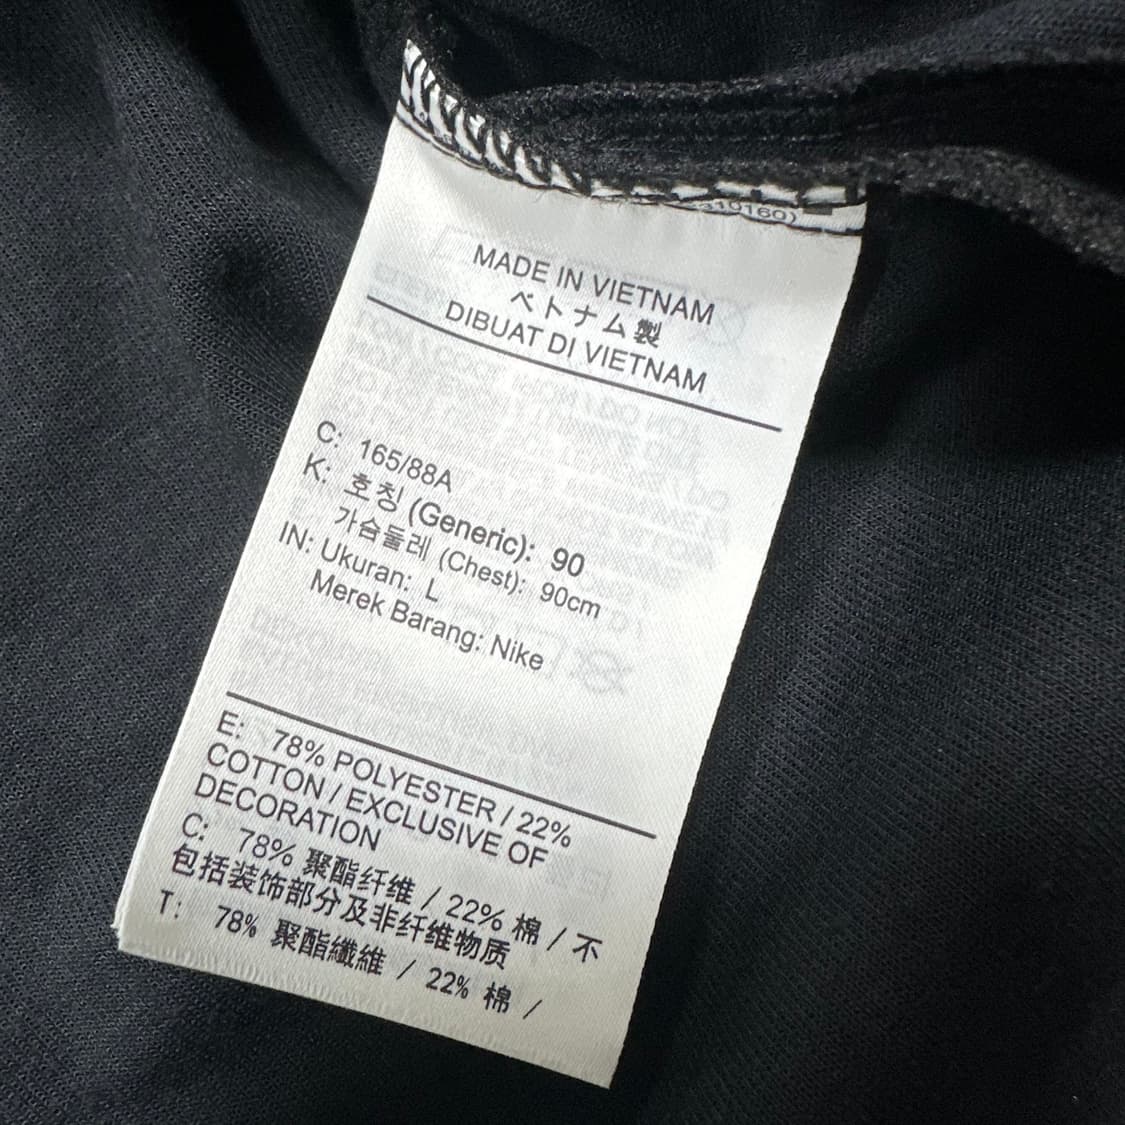 310160)
MADE IN VIETNAM
ベトナム製
DIBUAT DI VIETNAM
C: 165/88A
K: 호칭 (Generic): 90
가슴둘레 (Chest): 90cm
IN: Ukuran: L
Merek Barang: Nike
E: 78% POLYESTER / 22%
COTTON / EXCLUSIVE OF
DECORATION
C: 78% 聚酯纤维 / 22% 棉 / 不
包括装饰部分及非纤维物质
T: 78% 聚酯纖維 / 22% 棉 /